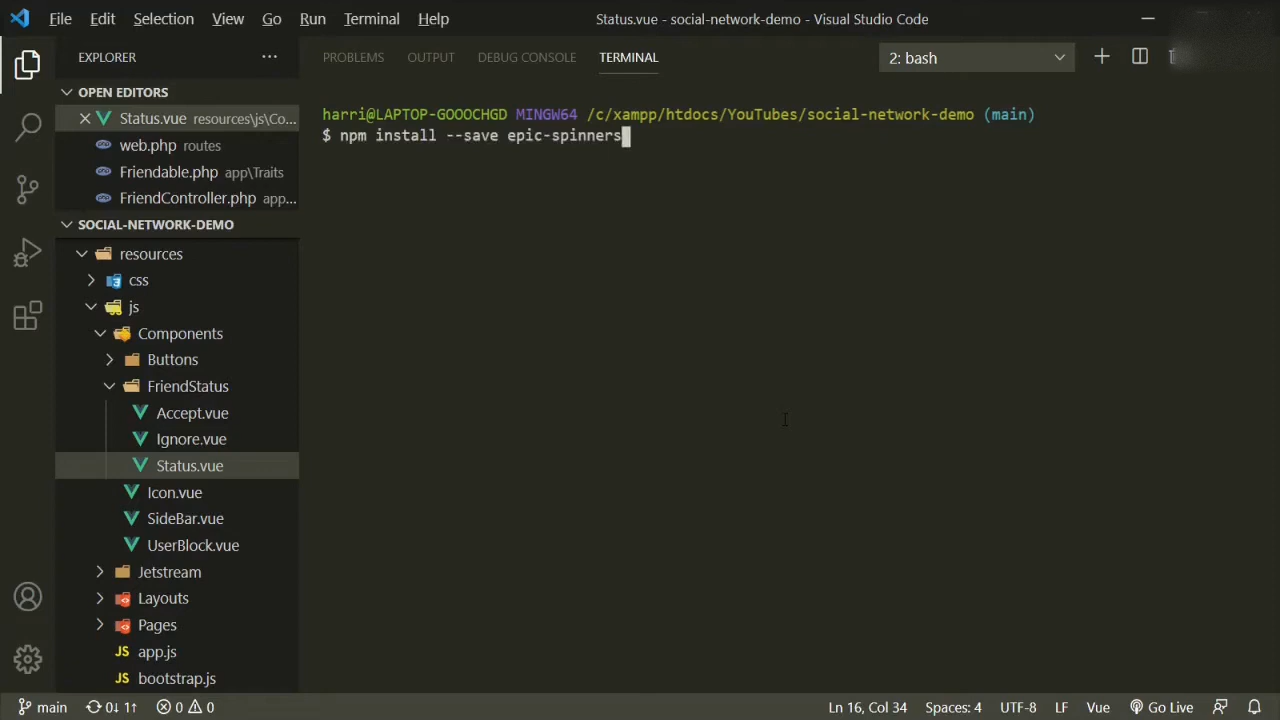 File Edit Selection View Go Run Terminal Help Status.vue - social-network-demo - Visual Studio Code
EXPLORER
OPEN EDITORS
Status.vue resources\js\Co...
web.php routes
Friendable.php app\Traits
FriendController.php app...
SOCIAL-NETWORK-DEMO
resources
css
js
Components
Buttons
FriendStatus
Accept.vue
Ignore.vue
Status.vue
Icon.vue
SideBar.vue
UserBlock.vue
Jetstream
Layouts
Pages
JS app.js
JS bootstrap.js
PROBLEMS OUTPUT DEBUG CONSOLE TERMINAL 2: bash
harri@LAPTOP-GOOOCHGD MINGW64 /c/xampp/htdocs/YouTubes/social-network-demo (main)
$ npm install --save epic-spinners
main 0↓ 1↑ 0 0 Ln 16, Col 34 Spaces: 4 UTF-8 LF Vue Go Live